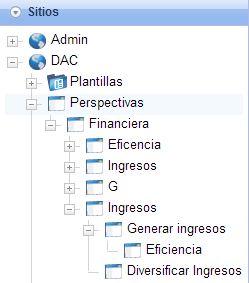 Sitios
Admin
DAC
Plantillas
Perspectivas
Financiera
Eficencia
Ingresos
G
Ingresos
Generar ingresos
Eficiencia
Diversificar Ingresos